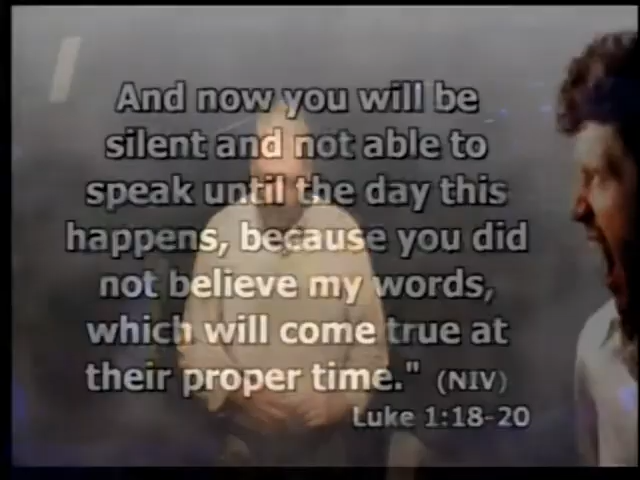 And now you will be
silent and not able to
speak until the day this
happens, because you did
not believe my words,
which will come true at
their proper time." (NIV)
Luke 1:18-20